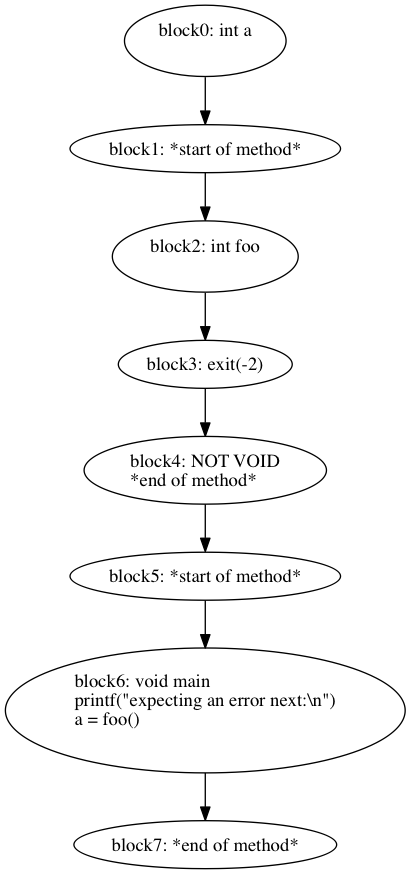 block0: int a
block1: *start of method*
block2: int foo
block3: exit(-2)
block4: NOT VOID
*end of method*
block5: *start of method*
block6: void main
printf("expecting an error next:\n")
a = foo()
block7: *end of method*